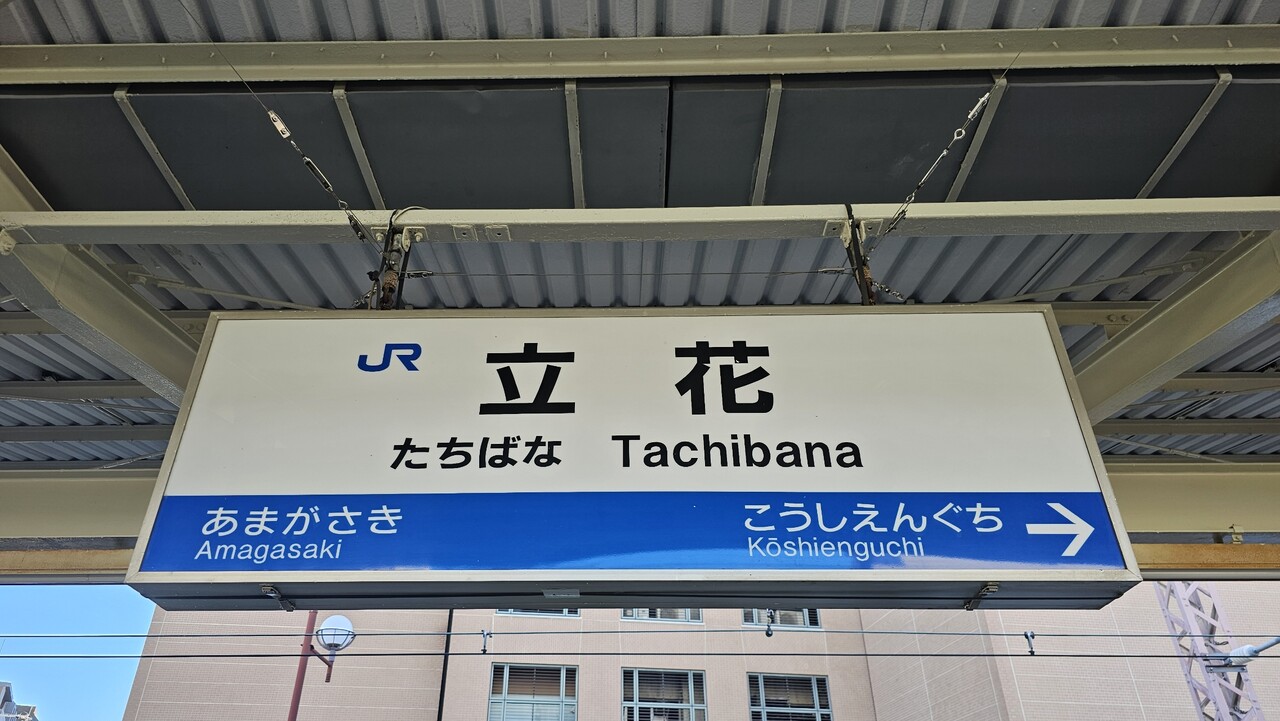 JR 立花
たちばな Tachibana
あまがさき こうしえんぐち →
Amagasaki Kōshienguchi